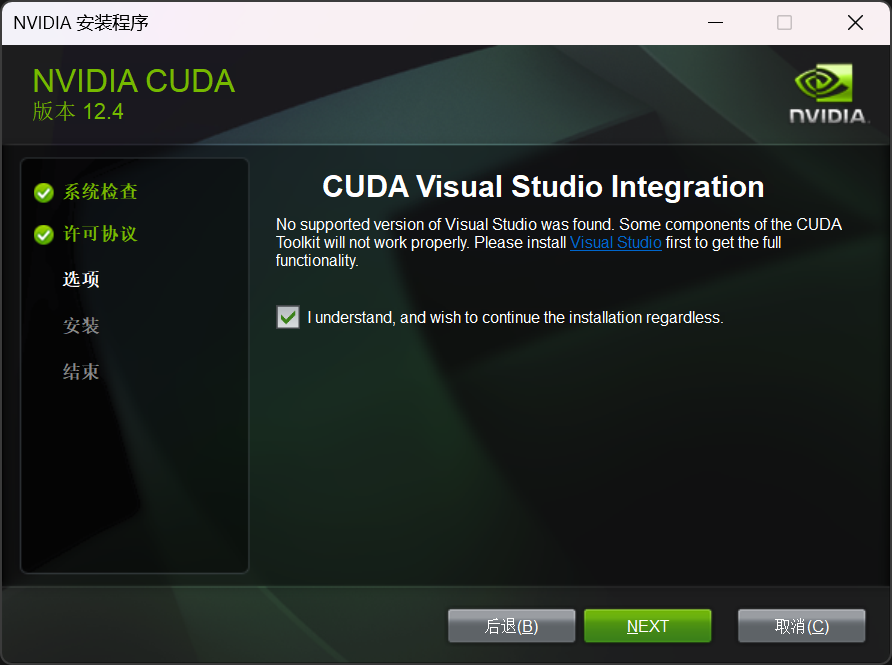 NVIDIA 安装程序
NVIDIA CUDA
版本 12.4
NVIDIA.
系统检查
许可协议
选项
安装
结束
CUDA Visual Studio Integration
No supported version of Visual Studio was found. Some components of the CUDA
Toolkit will not work properly. Please install Visual Studio first to get the full
functionality.
I understand, and wish to continue the installation regardless.
后退(B)
NEXT
取消(C)